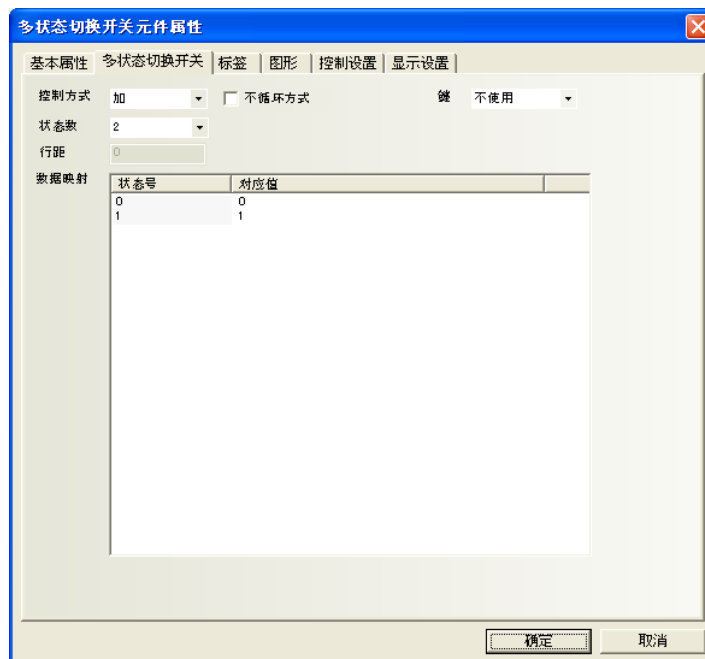 多状态切换开关元件属性
基本属性 多状态切换开关 标签 图形 控制设置 显示设置
控制方式 加 不循环方式 键 不使用
状态数 2
行距 0
数据映射 状态号 对应值
0 0
1 1
确定 取消